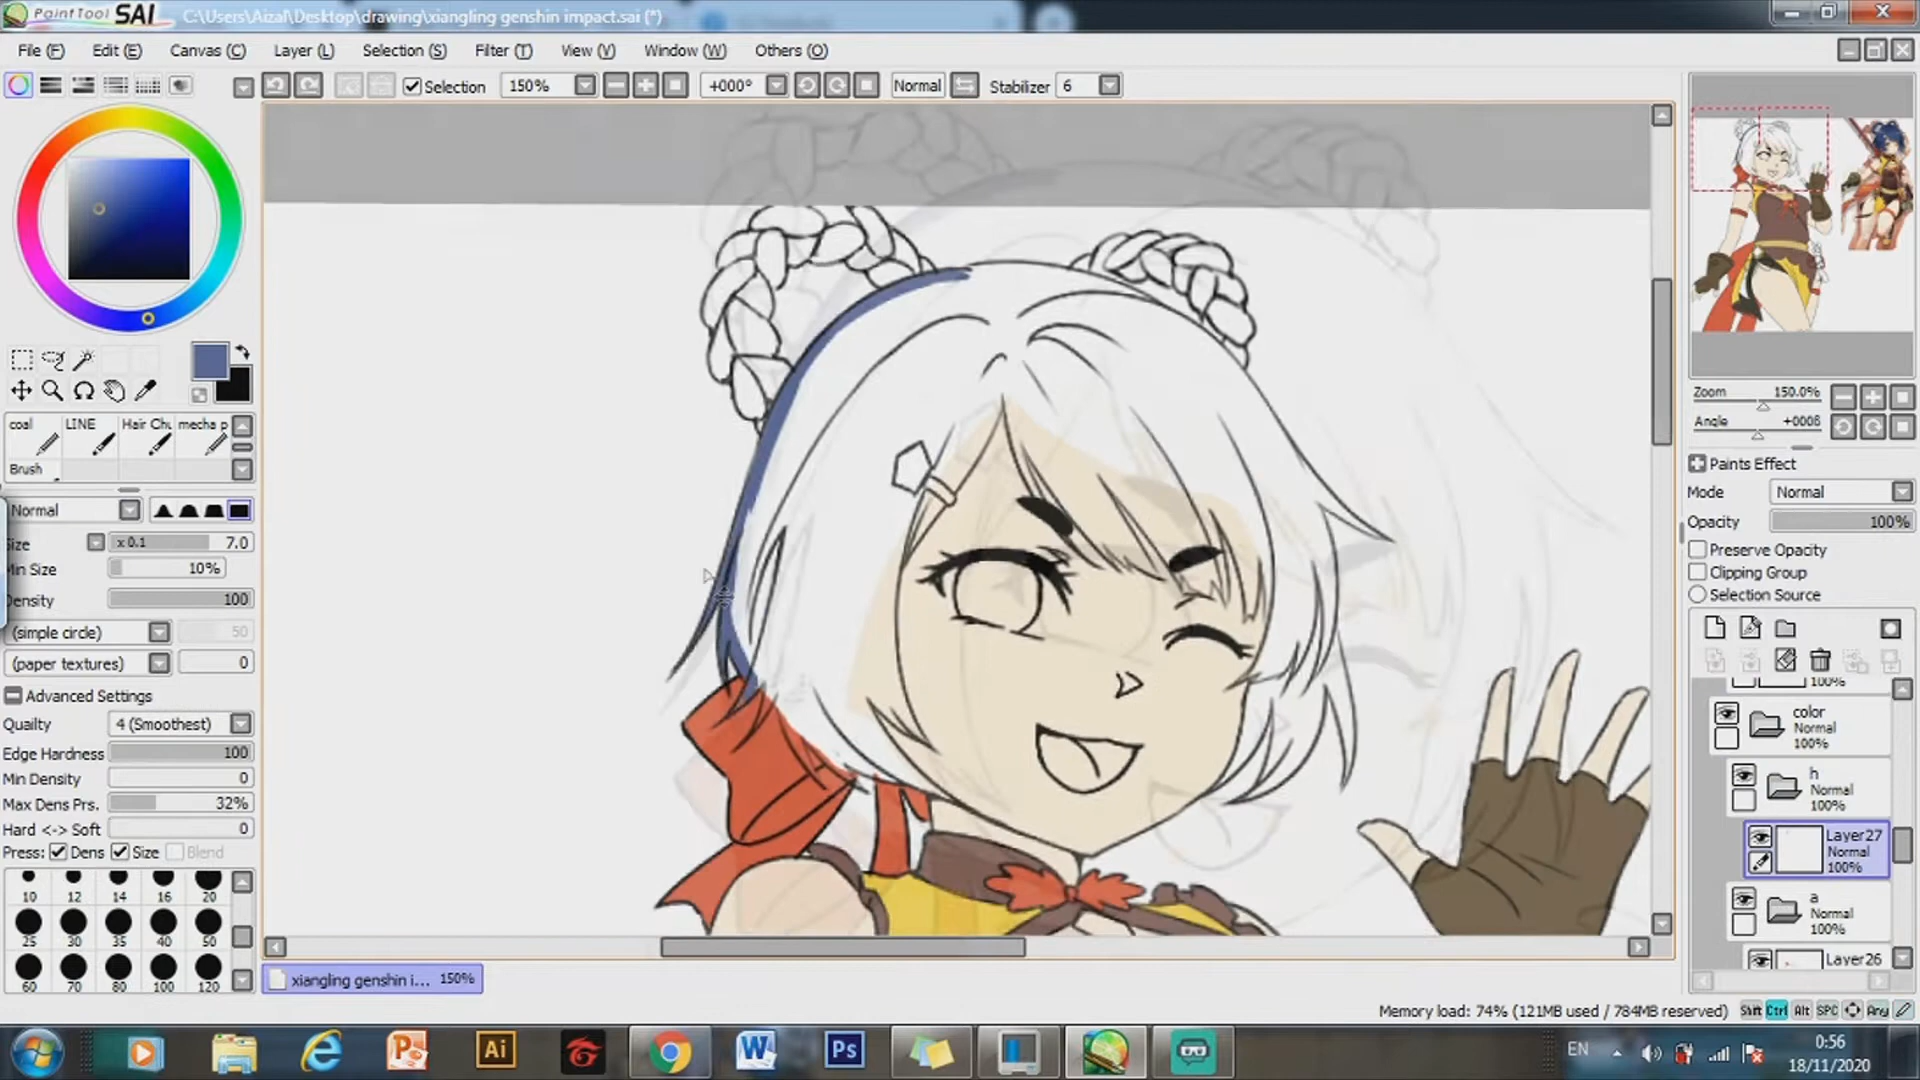 PaintTool SAI C:\Users\Aizal\Desktop\drawing\xiangling genshin impact.sai (*)
File (F) Edit (E) Canvas (C) Layer (L) Selection (S) Filter (T) View (V) Window (W) Others (O)
Selection 150% +000° Normal Stabilizer 6
coal LINE Hair Chu mecha p
Brush
Normal
Size x 0.1 7.0
Min Size 10%
Density 100
(simple circle) 50
(paper textures) 0
Advanced Settings
Quality 4 (Smoothest)
Edge Hardness 100
Min Density 0
Max Dens Prs. 32%
Hard <-> Soft 0
Press: Dens Size Blend
10 12 14 16 20
25 30 35 40 50
60 70 80 100 120
xiangling genshin i... 150%
Zoom 150.0%
Angle
Paints Effect
Mode Normal
Opacity 100%
Preserve Opacity
Clipping Group
Selection Source
100%
color
Normal
100%
h
Normal
100%
Layer27
Normal
100%
a
Normal
100%
Layer26
Memory load: 74% (121MB used / 784MB reserved) Shift Ctrl Alt SPC Any
Ai W Ps EN 0:56
18/11/2020